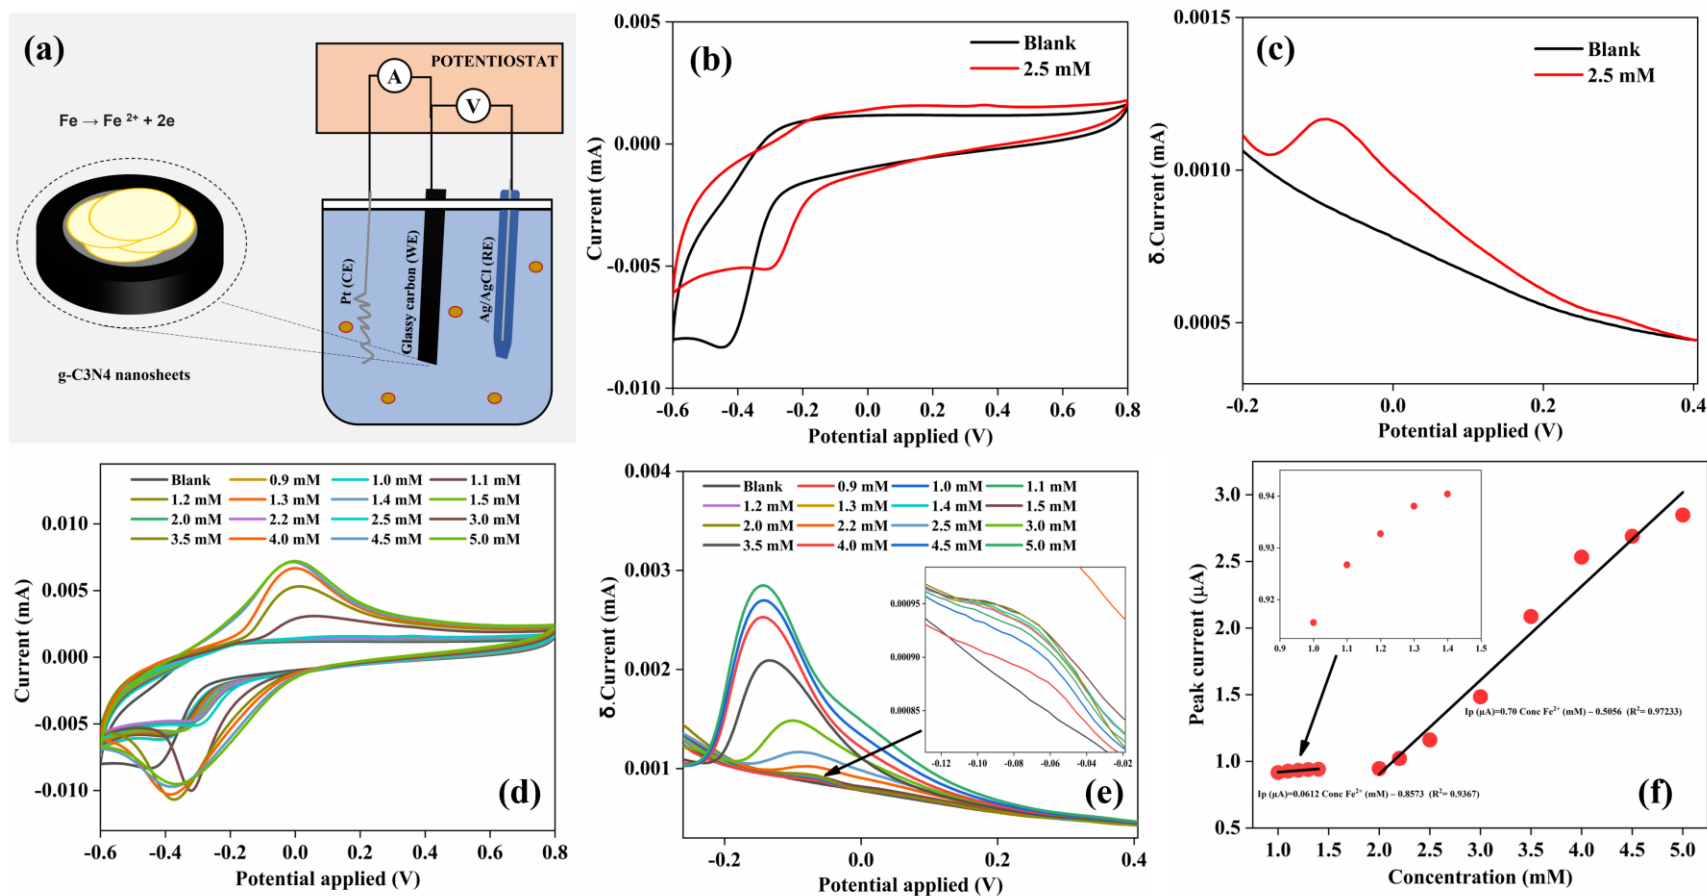 (a)
POTENTIOSTAT
A
V
Fe → Fe 2+ + 2e
Pt (CE)
Glassy carbon (WE)
Ag/AgCl (RE)
g-C3N4 nanosheets
(b)
Blank
2.5 mM
0.005
0.000
-0.005
-0.010
Current (mA)
-0.6 -0.4 -0.2 0.0 0.2 0.4 0.6 0.8
Potential applied (V)
(c)
Blank
2.5 mM
0.0015
0.0010
0.0005
δ.Current (mA)
-0.2 0.0 0.2 0.4
Potential applied (V)
Blank 0.9 mM 1.0 mM 1.1 mM
1.2 mM 1.3 mM 1.4 mM 1.5 mM
2.0 mM 2.2 mM 2.5 mM 3.0 mM
3.5 mM 4.0 mM 4.5 mM 5.0 mM
0.010
0.005
0.000
-0.005
-0.010
Current (mA)
(d)
-0.6 -0.4 -0.2 0.0 0.2 0.4 0.6 0.8
Potential applied (V)
Blank 0.9 mM 1.0 mM 1.1 mM
1.2 mM 1.3 mM 1.4 mM 1.5 mM
2.0 mM 2.2 mM 2.5 mM 3.0 mM
3.5 mM 4.0 mM 4.5 mM 5.0 mM
0.004
0.003
0.002
0.001
δ.Current (mA)
0.00095
0.00090
0.00085
-0.12 -0.10 -0.08 -0.06 -0.04 -0.02
(e)
-0.2 0.0 0.2 0.4
Potential applied (V)
3.0
2.5
2.0
1.5
1.0
0.5
Peak current (μA)
0.94
0.93
0.92
0.9 1.0 1.1 1.2 1.3 1.4 1.5
Ip (μA)=0.70 Conc Fe2+ (mM) – 0.5056 (R2= 0.97233)
Ip (μA)=0.0612 Conc Fe2+ (mM) – 0.8573 (R2= 0.9367)
(f)
1.0 1.5 2.0 2.5 3.0 3.5 4.0 4.5 5.0
Concentration (mM)